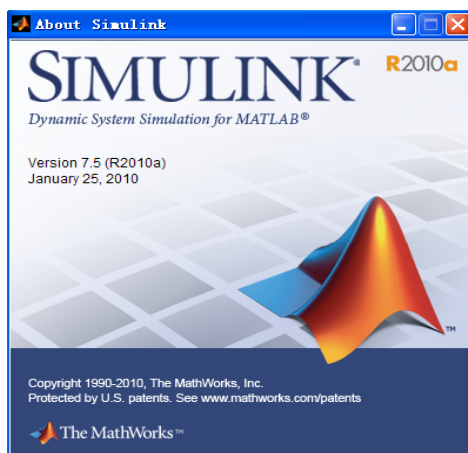 About Simulink
SIMULINK®
R2010a
Dynamic System Simulation for MATLAB®
Version 7.5 (R2010a)
January 25, 2010
TM
Copyright 1990-2010, The MathWorks, Inc.
Protected by U.S. patents. See www.mathworks.com/patents
The MathWorks™